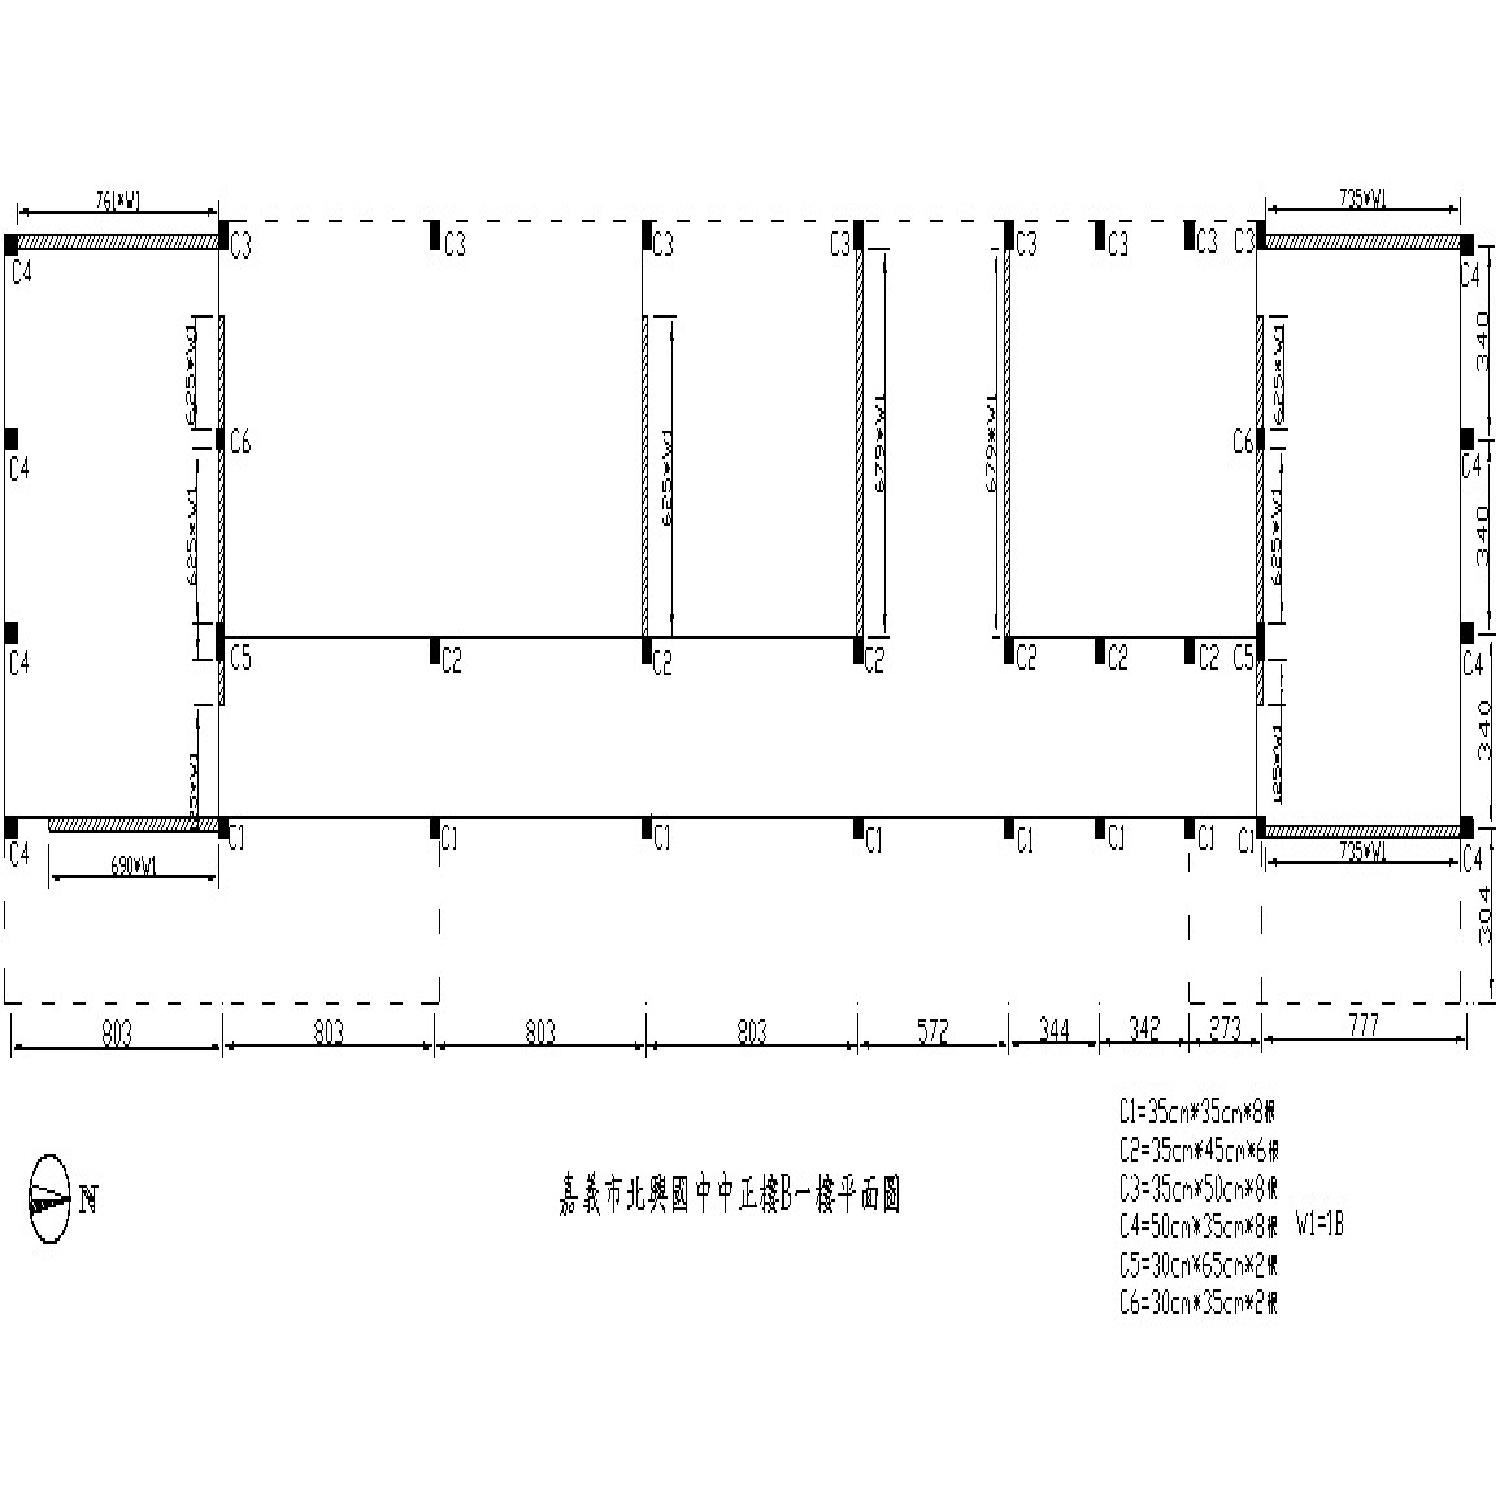 761*W1
735*W1
C3 C3 C3 C3 C3 C3 C3 C3
C4 C4
340
625*W1 625*W1
C4 C6 C6 C4
625*W1 679*W1 679*W1
625*W1 625*W1
340
C4 C5 C2 C2 C2 C2 C2 C2 C5 C4
340
125*W1
C4 C1 C1 C1 C1 C1 C1 C1 C1 C4
690*W1 735*W1
304
803 803 803 803 572 344 342 273 777
C1=35cm*35cm*8根
C2=35cm*45cm*6根
C3=35cm*50cm*8根
C4=50cm*35cm*8根 W1=1B
C5=30cm*65cm*2根
C6=30cm*35cm*2根
N
嘉義市北興國中中正樓B一樓平面圖